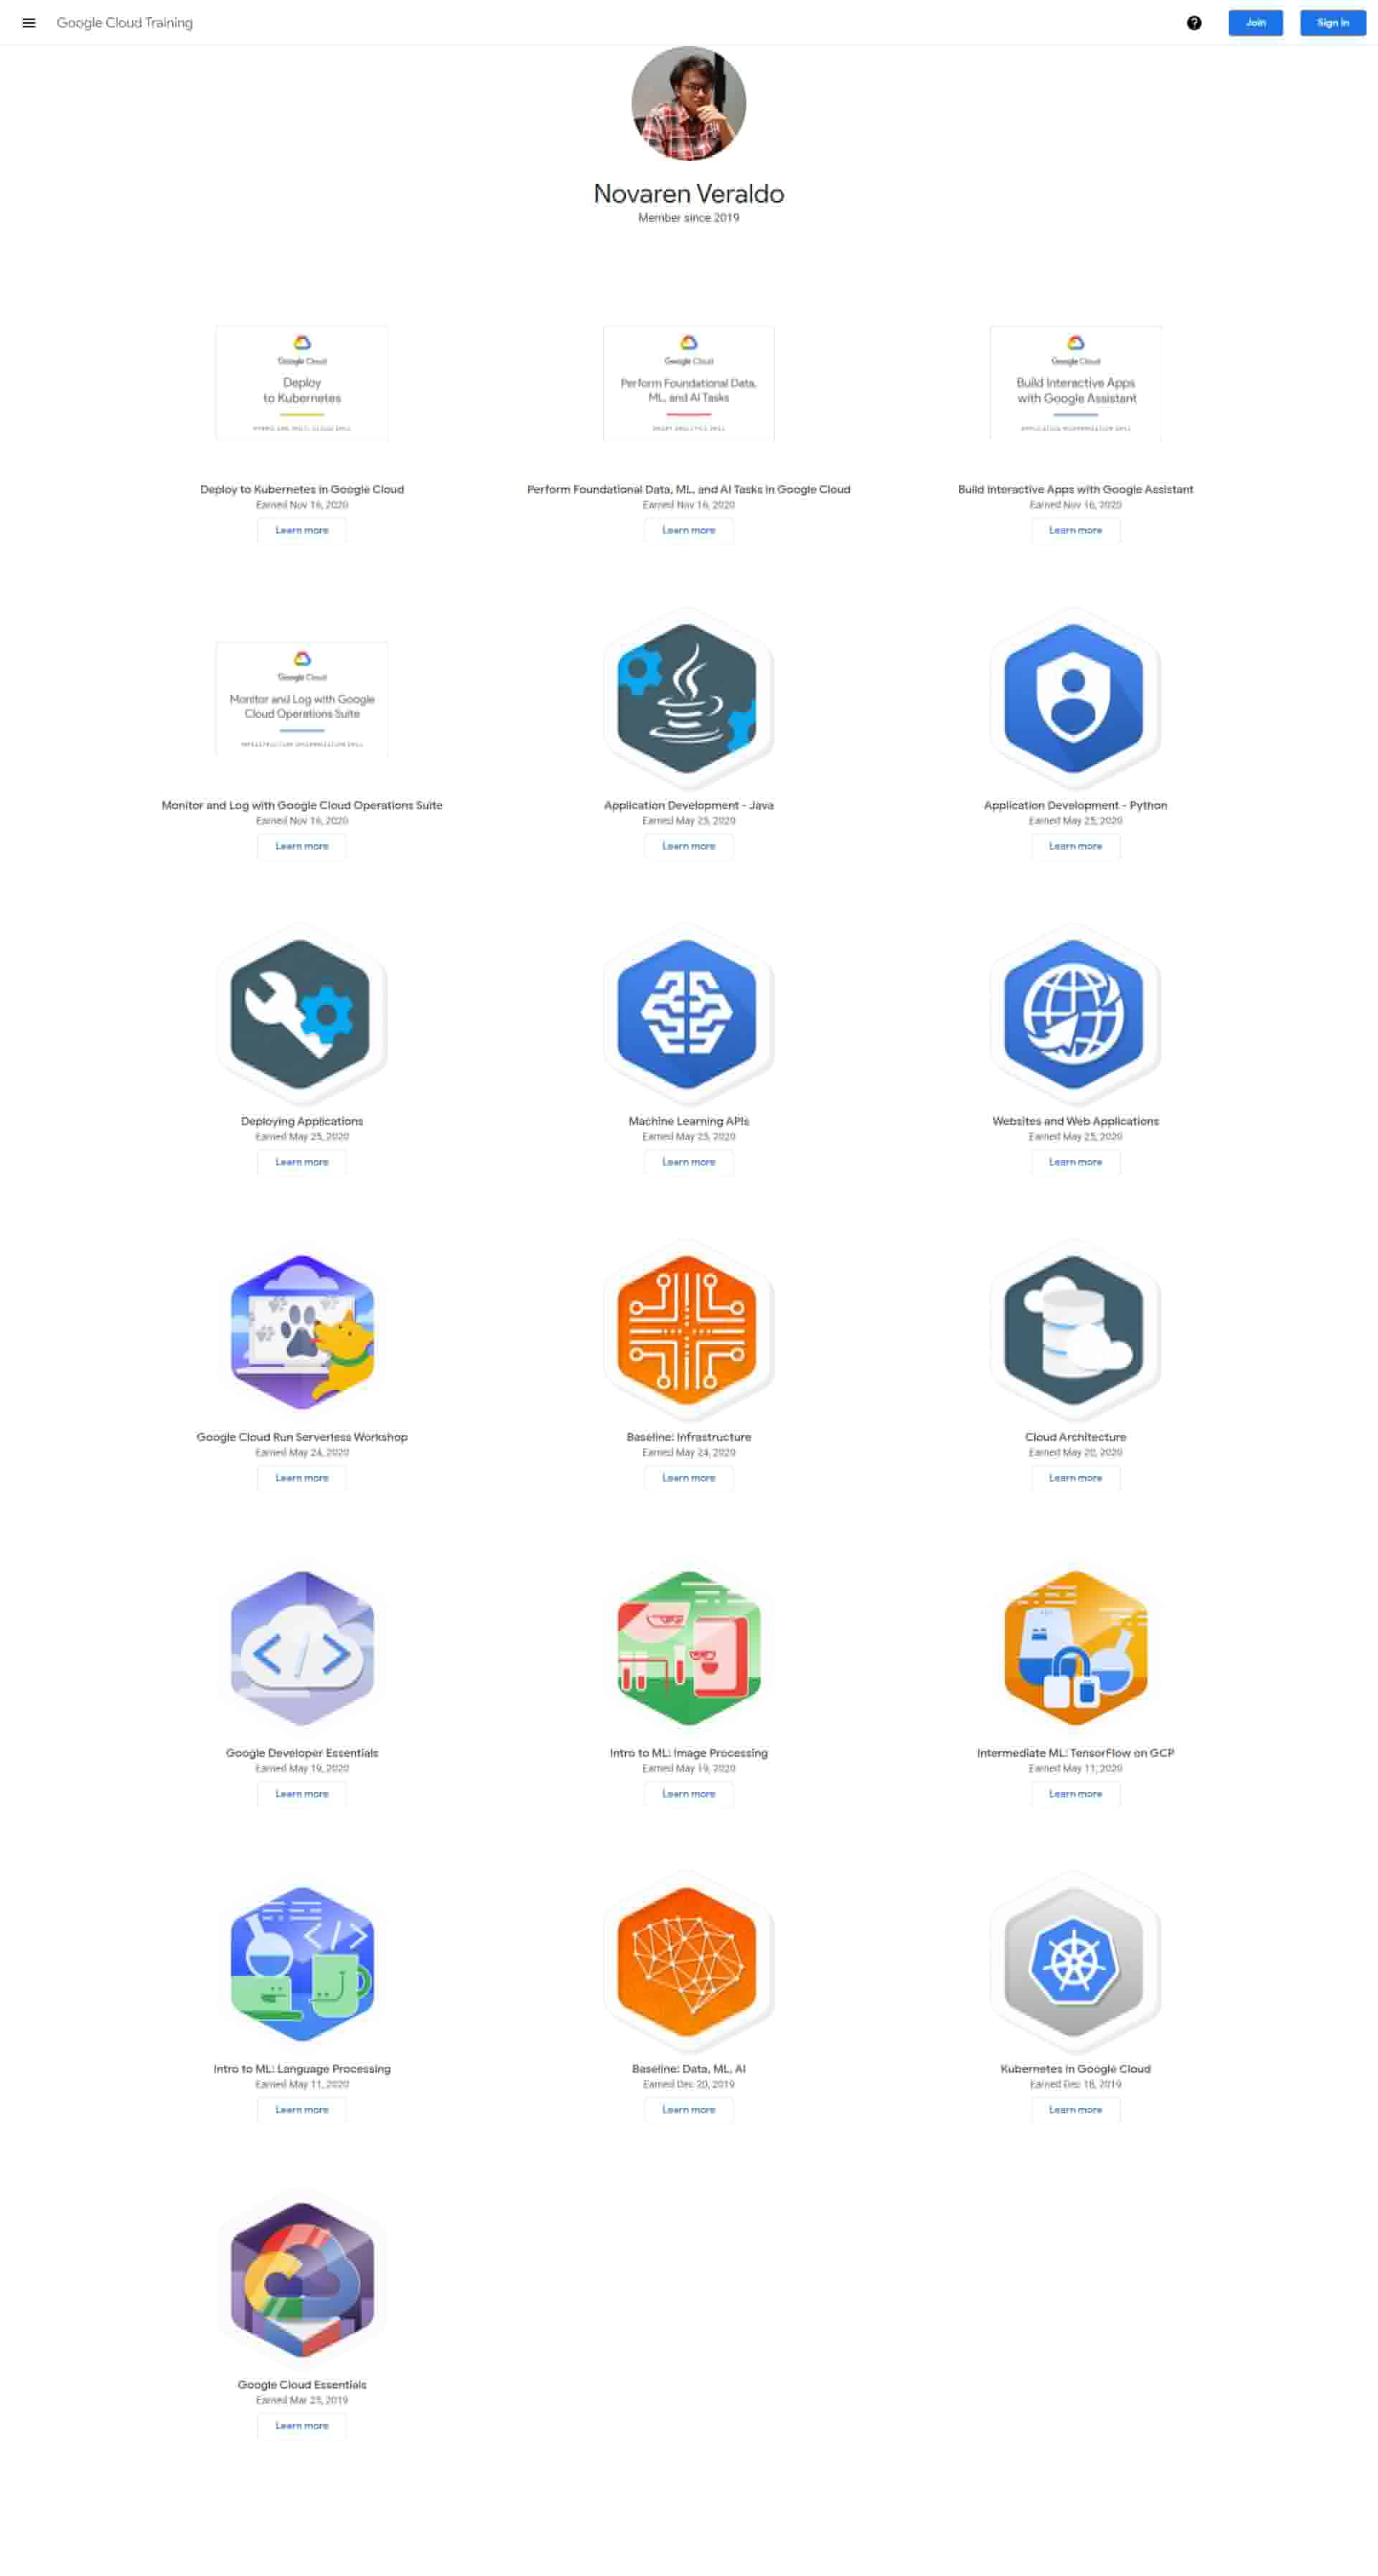 Google Cloud Training
?
Join
Sign In
Novaren Veraldo
Member since 2019
Google Cloud
Deploy
to Kubernetes
Google Cloud
Perform Foundational Data,
ML, and AI Tasks
Google Cloud
Build Interactive Apps
with Google Assistant
Deploy to Kubernetes in Google Cloud
Earned Nov 16, 2020
Learn more
Perform Foundational Data, ML, and AI Tasks in Google Cloud
Earned Nov 16, 2020
Learn more
Build Interactive Apps with Google Assistant
Earned Nov 16, 2020
Learn more
Google Cloud
Monitor and Log with Google
Cloud Operations Suite
Monitor and Log with Google Cloud Operations Suite
Earned Nov 16, 2020
Learn more
Application Development - Java
Earned May 25, 2020
Learn more
Application Development - Python
Earned May 25, 2020
Learn more
Deploying Applications
Earned May 25, 2020
Learn more
Machine Learning APIs
Earned May 25, 2020
Learn more
Websites and Web Applications
Earned May 25, 2020
Learn more
Google Cloud Run Serverless Workshop
Earned May 24, 2020
Learn more
Baseline: Infrastructure
Earned May 24, 2020
Learn more
Cloud Architecture
Earned May 20, 2020
Learn more
Google Developer Essentials
Earned May 19, 2020
Learn more
Intro to ML: Image Processing
Earned May 19, 2020
Learn more
Intermediate ML: TensorFlow on GCP
Earned May 11, 2020
Learn more
Intro to ML: Language Processing
Earned May 11, 2020
Learn more
Baseline: Data, ML, AI
Earned Dec 20, 2019
Learn more
Kubernetes in Google Cloud
Earned Dec 18, 2019
Learn more
Google Cloud Essentials
Earned Mar 25, 2019
Learn more